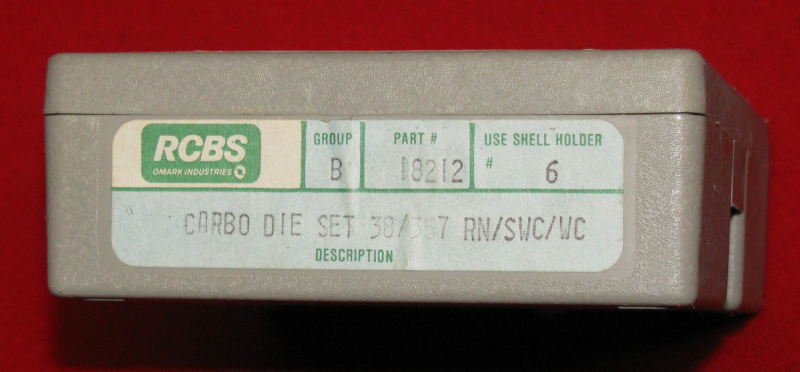 RCBS
OMARK INDUSTRIES
GROUP
B
PART #
18212
USE SHELL HOLDER
# 6
CARBO DIE SET 38/357 RN/SWC/WC
DESCRIPTION